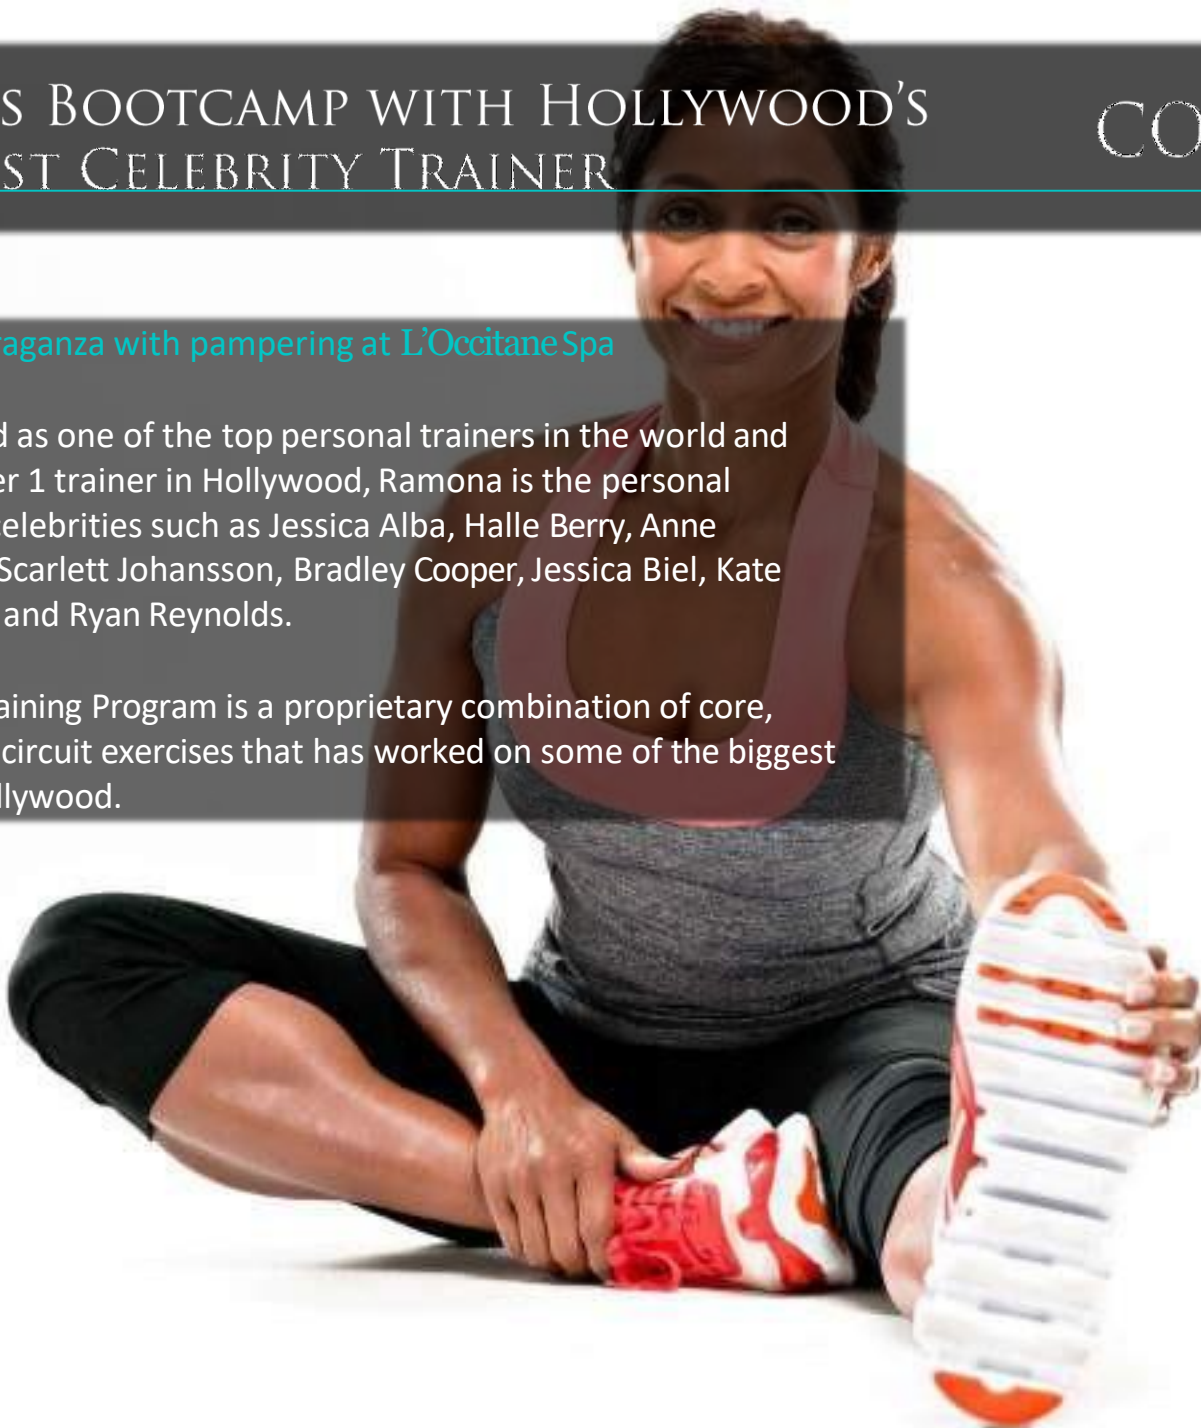 S BOOTCAMP WITH HOLLYWOOD'S
ST CELEBRITY TRAINER
CO
raganza with pampering at L'Occitane Spa
d as one of the top personal trainers in the world and
er 1 trainer in Hollywood, Ramona is the personal
celebrities such as Jessica Alba, Halle Berry, Anne
Scarlett Johansson, Bradley Cooper, Jessica Biel, Kate
and Ryan Reynolds.
aining Program is a proprietary combination of core,
circuit exercises that has worked on some of the biggest
llywood.